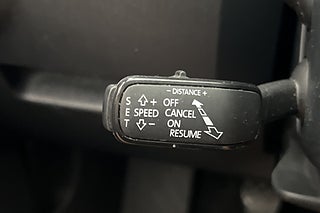 - DISTANCE +
S + OFF
E SPEED CANCEL
T - ON
RESUME